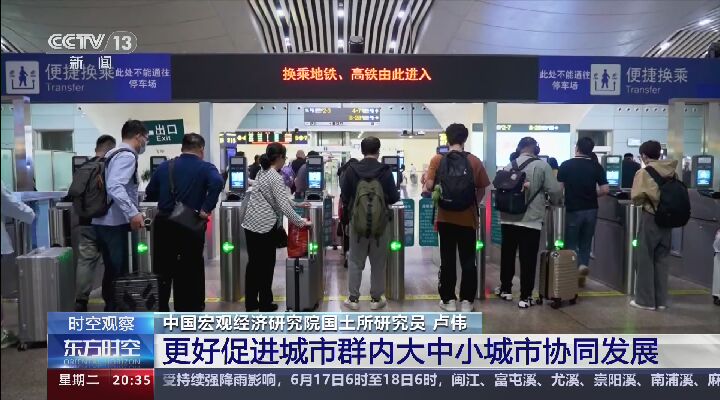 CCTV 13
新闻
便捷换乘
Transfer
此处不能通往
停车场
换乘地铁、高铁由此进入
此处不能通往
停车场
便捷换乘
Transfer
出口
Exit
时空观察
东方时空
星期二 20:35
中国宏观经济研究院国土所研究员 卢伟
更好促进城市群内大中小城市协同发展
受持续强降雨影响，6月17日6时至18日6时，闽江、富屯溪、尤溪、崇阳溪、南浦溪、麻